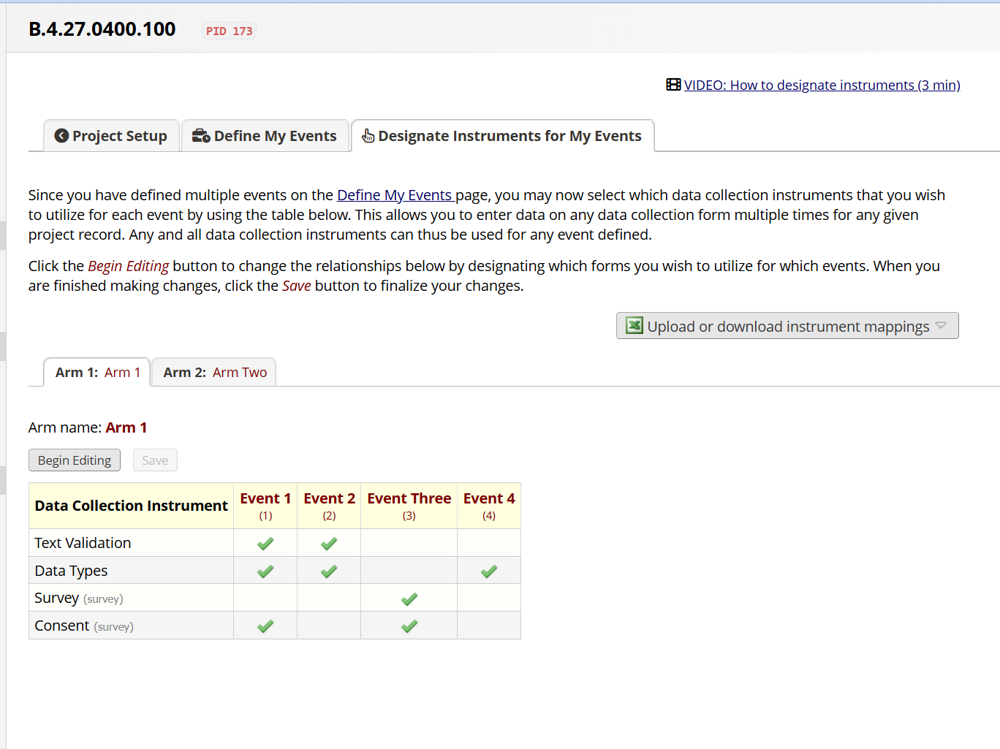 B.4.27.0400.100 PID 173
VIDEO: How to designate instruments (3 min)
Project Setup Define My Events Designate Instruments for My Events
Since you have defined multiple events on the Define My Events page, you may now select which data collection instruments that you wish
to utilize for each event by using the table below. This allows you to enter data on any data collection form multiple times for any given
project record. Any and all data collection instruments can thus be used for any event defined.
Click the Begin Editing button to change the relationships below by designating which forms you wish to utilize for which events. When you
are finished making changes, click the Save button to finalize your changes.
Upload or download instrument mappings
Arm 1: Arm 1 Arm 2: Arm Two
Arm name: Arm 1
Begin Editing Save
Data Collection Instrument Event 1 Event 2 Event Three Event 4
(1) (2) (3) (4)
Text Validation
Data Types
Survey (survey)
Consent (survey)